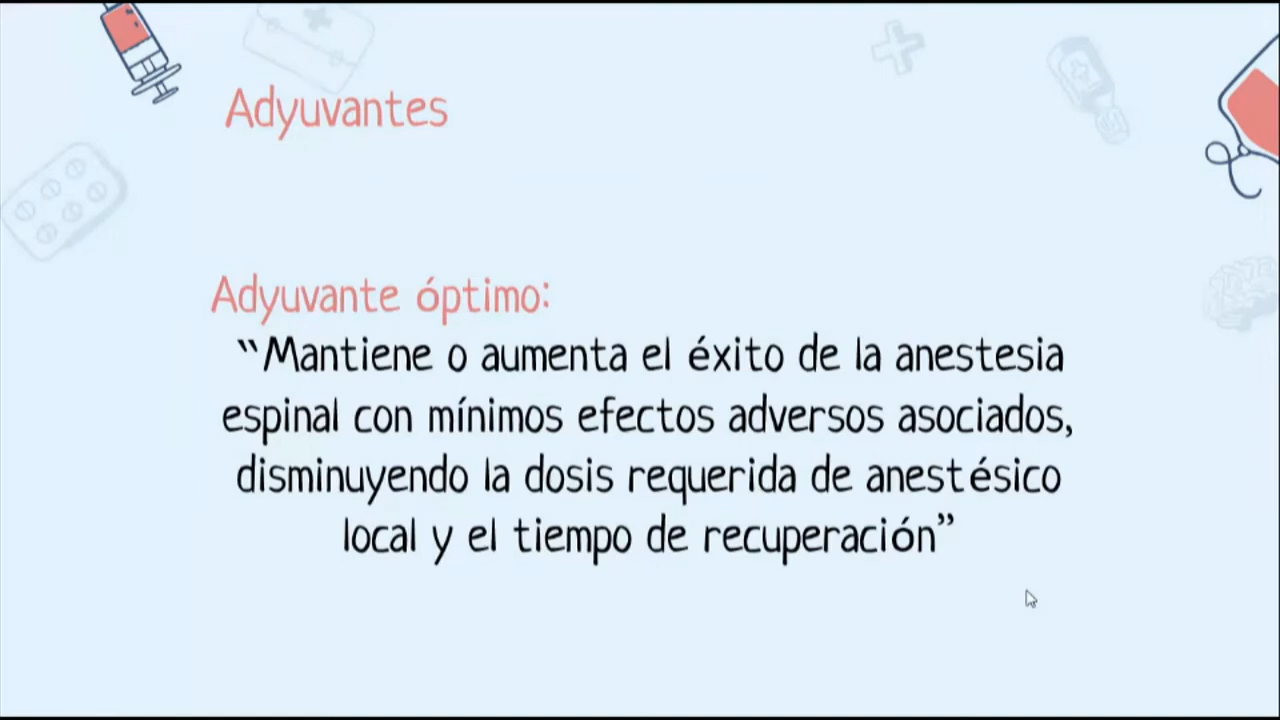 Adyuvantes
Adyuvante óptimo:
“Mantiene o aumenta el éxito de la anestesia
espinal con mínimos efectos adversos asociados,
disminuyendo la dosis requerida de anestésico
local y el tiempo de recuperación”